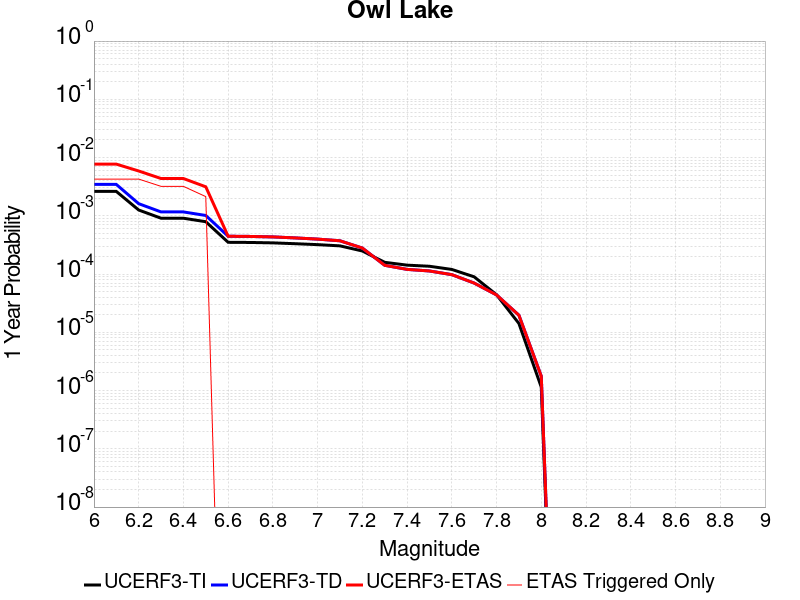 Owl Lake
10^0
10^-1
10^-2
10^-3
10^-4
10^-5
10^-6
10^-7
10^-8
1 Year Probability
6 6.2 6.4 6.6 6.8 7 7.2 7.4 7.6 7.8 8 8.2 8.4 8.6 8.8 9
Magnitude
UCERF3-TI UCERF3-TD UCERF3-ETAS ETAS Triggered Only